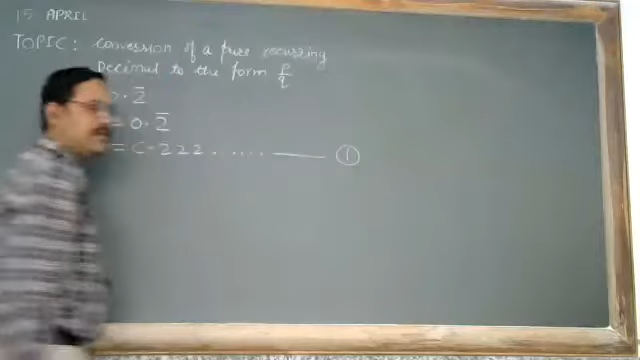 15 APRIL
TOPIC: Conversion of a pure recurring
Decimal to the form p/q
0.2̅
= 0.2̅
= 0.222...... ——— ①